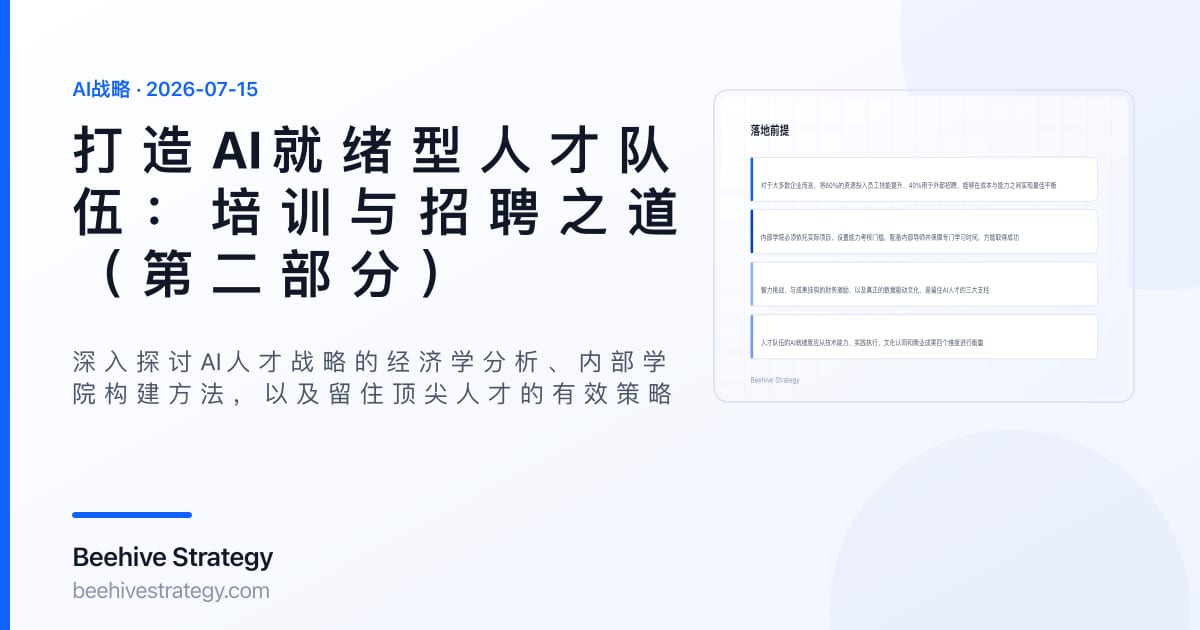 AI战略 · 2026-07-15
打造AI就绪型人才队
伍：培训与招聘之道
（第二部分）
深入探讨AI人才战略的经济学分析、内部学
院构建方法，以及留住顶尖人才的有效策略
Beehive Strategy
beehivestrategy.com
落地前提
对于大多数企业而言，将60%的资源投入员工技能提升、40%用于外部招聘，能够在成本与能力之间实现最佳平衡
内部学院必须依托实际项目、设置能力考核门槛、配备内部导师并保障专门学习时间，方能取得成功
智力挑战、与成果挂钩的财务激励，以及真正的数据驱动文化，是留住AI人才的三大支柱
人才队伍的AI就绪度应从技术能力、实践执行、文化认同和商业成果四个维度进行衡量
Beehive Strategy